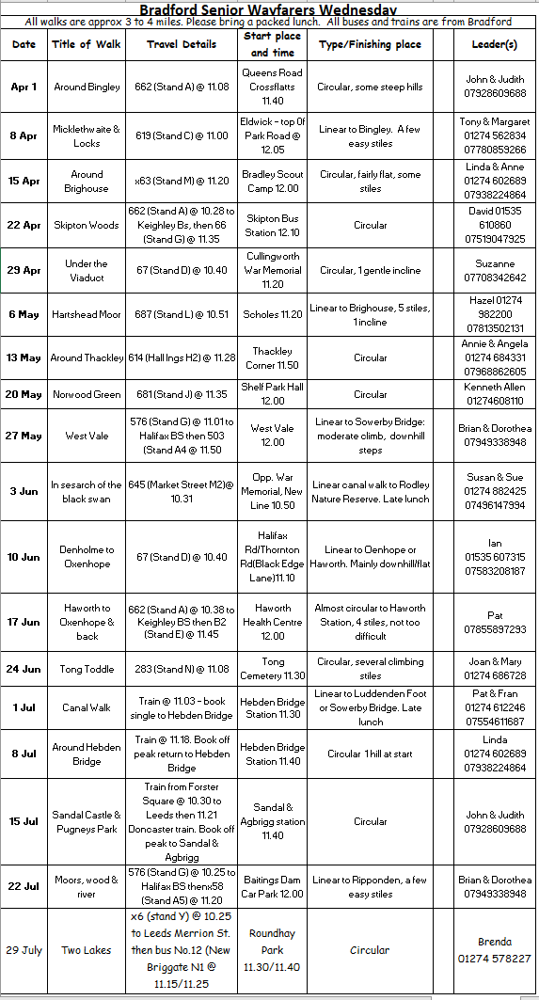 Bradford Senior Wayfarers Wednesday
All walks are approx 3 to 4 miles. Please bring a packed lunch. All buses and trains are from Bradford
Date
Title of Walk
Travel Details
Start place
and time
Type/Finishing place
Leader(s)
Apr 1
Around Bingley
662 (Stand A) @ 11.08
Queens Road
Crossflatts
11.40
Circular, some steep hills
John & Judith
07928609688
8 Apr
Micklethwaite &
Locks
619 (Stand C) @ 11.00
Eldwick - top Of
Park Road @
12.05
Linear to Bingley. A few
easy stiles
Tony & Margaret
01274 562834
07780859266
15 Apr
Around
Brighouse
x63 (Stand M) @ 11.20
Bradley Scout
Camp 12.00
Circular, fairly flat, some
stiles
Linda & Anne
01274 602689
07938224864
22 Apr
Skipton Woods
662 (Stand A) @ 10.28 to
Keighley Bs, then 66
(Stand G) @ 11.35
Skipton Bus
Station 12.10
Circular
David 01535
610860
07519047925
29 Apr
Under the
Viaduct
67 (Stand D) @ 10.40
Cullingworth
War Memorial
11.20
Circular, 1 gentle incline
Suzanne
07708342642
6 May
Hartshead Moor
687 (Stand L) @ 10.51
Scholes 11.20
Linear to Brighouse, 5 stiles,
1 incline
Hazel 01274
982200
07813502131
13 May
Around Thackley
614 (Hall Ings H2) @ 11.28
Thackley
Corner 11.50
Circular
Annie & Angela
01274 684331
07968862605
20 May
Norwood Green
681 (Stand J) @ 11.35
Shelf Park Hall
12.00
Circular
Kenneth Allen
01274608110
27 May
West Vale
576 (Stand G) @ 11.01 to
Halifax BS then 503
(Stand A4 @ 11.50
West Vale
12.00
Linear to Sowerby Bridge:
moderate climb, downhill
steps
Brian & Dorothea
07949338948
3 Jun
In sesarch of the
black swan
645 (Market Street M2)@
10.31
Opp. War
Memorial, New
Line 10.50
Linear canal walk to Rodley
Nature Reserve. Late lunch
Susan & Sue
01274 882425
07496147994
10 Jun
Denholme to
Oxenhope
67 (Stand D) @ 10.40
Halifax
Rd/Thornton
Rd(Black Edge
Lane)11.10
Linear to Oenhope or
Haworth. Mainly downhill/flat
Ian
01535 607315
07583208187
17 Jun
Haworth to
Oxenhope &
back
662 (Stand A) @ 10.38 to
Keighley BS then B2
(Stand E) @ 11.45
Haworth
Health Centre
12.00
Almost circular to Haworth
Station, 4 stiles, not too
difficult
Pat
07855897293
24 Jun
Tong Toddle
283 (Stand N) @ 11.08
Tong
Cemetery 11.30
Circular, several climbing
stiles
Joan & Mary
01274 686728
1 Jul
Canal Walk
Train @ 11.03 - book
single to Hebden Bridge
Hebden Bridge
Station 11.30
Linear to Luddenden Foot
or Sowerby Bridge. Late
lunch
Pat & Fran
01274 612246
07554611687
8 Jul
Around Hebden
Bridge
Train @ 11.18. Book off
peak return to Hebden
Bridge
Hebden Bridge
Station 11.40
Circular 1 hill at start
Linda
01274 602689
07938224864
15 Jul
Sandal Castle &
Pugneys Park
Train from Forster
Square @ 10.30 to
Leeds then 11.21
Doncaster train. Book off
peak to Sandal &
Agbrigg
Sandal &
Agbrigg station
11.40
Circular
John & Judith
07928609688
22 Jul
Moors, wood &
river
576 (Stand G) @ 10.25 to
Halifax BS thenx58
(Stand A5) @ 11.20
Baitings Dam
Car Park 12.00
Linear to Ripponden, a few
easy stiles
Brian & Dorothea
07949338948
29 July
Two Lakes
x6 (stand Y) @ 10.25
to Leeds Merrion St.
then bus No.12 (New
Briggate N1 @
11.15/11.25
Roundhay
Park
11.30/11.40
Circular
Brenda
01274 578227